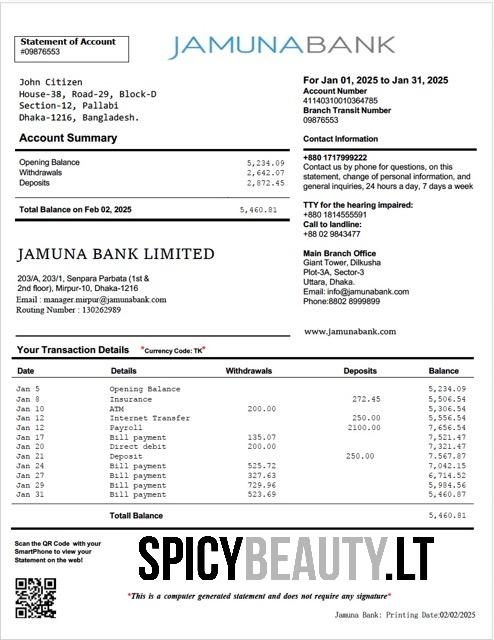 Statement of Account
#09876553
JAMUNABANK
John Citizen
House-38, Road-29, Block-D
Section-12, Pallabi
Dhaka-1216, Bangladesh.
For Jan 01, 2025 to Jan 31, 2025
Account Number
41140310010364785
Branch Transit Number
09876553
Account Summary
Opening Balance 5,234.09
Withdrawals 2,642.07
Deposits 2,872.45
Total Balance on Feb 02, 2025 5,460.81
Contact Information
+880 1717999222
Contact us by phone for questions, on this
statement, change of personal information, and
general inquiries, 24 hours a day, 7 days a week
TTY for the hearing impaired:
+880 1814555591
Call to landline:
+88 02 9843477
Main Branch Office
Giant Tower, Dilkusha
Plot-3A, Sector-3
Uttara, Dhaka.
Email: info@jamunabank.com
Phone:8802 8999899
www.jamunabank.com
JAMUNA BANK LIMITED
203/A, 203/1, Senpara Parbata (1st &
2nd floor), Mirpur-10, Dhaka-1216
Email : manager.mirpur@jamunabank.com
Routing Number : 130262989
Your Transaction Details *Currency Code: TK*
Date Details Withdrawals Deposits Balance
Jan 5 Opening Balance 5,234.09
Jan 8 Insurance 272.45 5,506.54
Jan 10 ATM 200.00 5,306.54
Jan 12 Internet Transfer 250.00 5,556.54
Jan 12 Payroll 2100.00 7,656.54
Jan 17 Bill payment 135.07 7,521.47
Jan 20 Direct debit 200.00 7,321.47
Jan 21 Deposit 250.00 7.567.87
Jan 24 Bill payment 525.72 7,042.15
Jan 27 Bill payment 327.63 6,714.52
Jan 29 Bill payment 729.96 5,984.56
Jan 31 Bill payment 523.69 5,460.87
Totall Balance 5,460.81
Scan the QR Code with your
SmartPhone to view your
Statement on the web!
SPICYBEAUTY.LT
*This is a computer generated statement and does not require any signature*
Jamuna Bank: Printing Date:02/02/2025